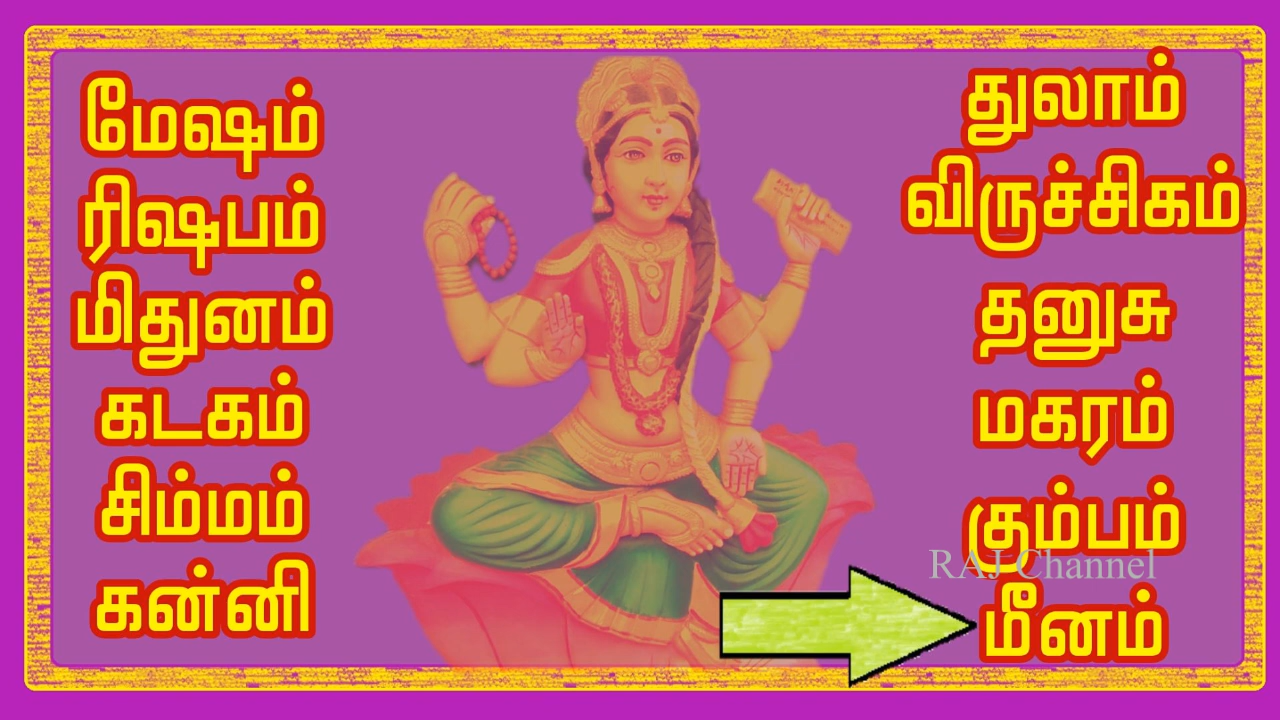 மேஷம்
ரிஷபம்
மிதுனம்
கடகம்
சிம்மம்
கன்னி
துலாம்
விருச்சிகம்
தனுசு
மகரம்
கும்பம்
RAJ Channel
மீனம்